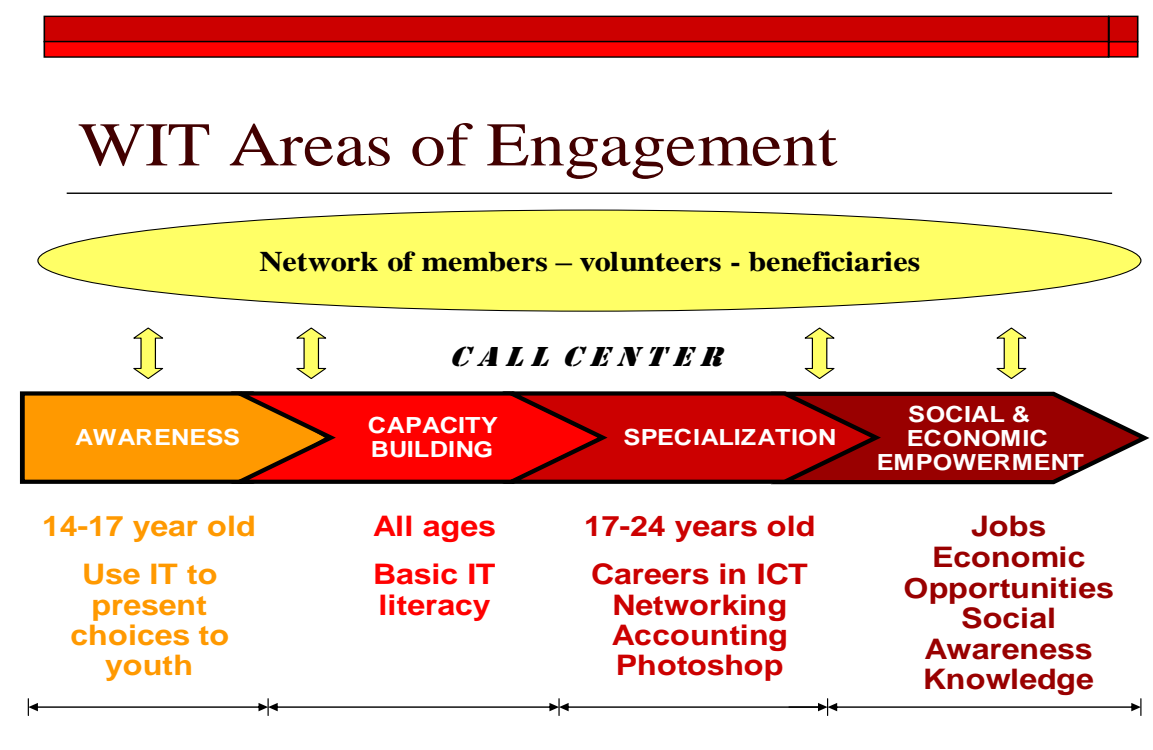 WIT Areas of Engagement
Network of members – volunteers - beneficiaries
CALL CENTER
AWARENESS
CAPACITY
BUILDING
SPECIALIZATION
SOCIAL &
ECONOMIC
EMPOWERMENT
14-17 year old
Use IT to
present
choices to
youth
All ages
Basic IT
literacy
17-24 years old
Careers in ICT
Networking
Accounting
Photoshop
Jobs
Economic
Opportunities
Social
Awareness
Knowledge